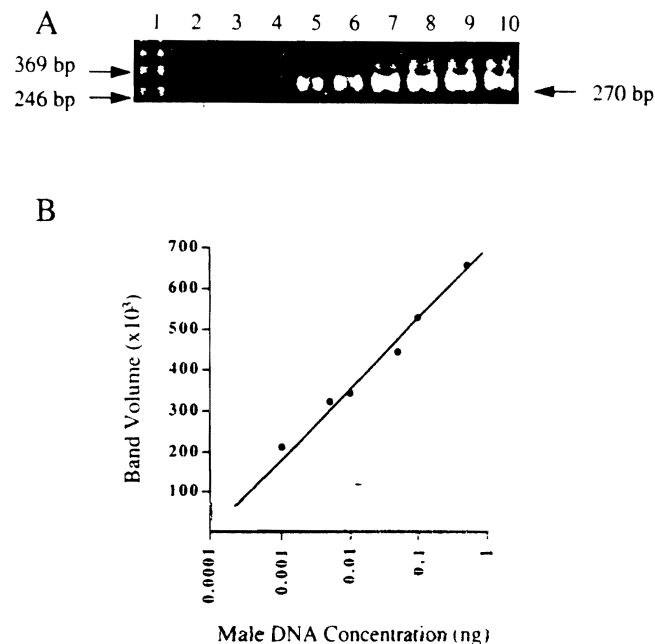 A
1 2 3 4 5 6 7 8 9 10
369 bp
246 bp
270 bp
B
700
600
500
400
300
200
100
Band Volume (x10³)
0.0001
0.001
0.01
0.1
1
Male DNA Concentration (ng)